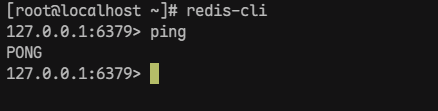 [root@localhost ~]# redis-cli
127.0.0.1:6379> ping
PONG
127.0.0.1:6379>